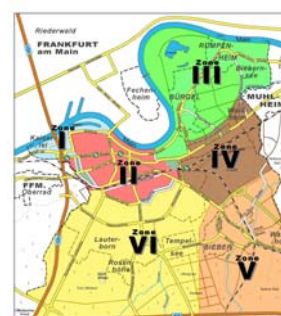 Riederwald
FRANKFURT
am Main
RUMPEN-
HEIM
Main
Zone
III
Fechen-
heim
BÜRGEL
MÜHL-
HEIM
Zone
I
Zone
II
Zone
IV
FFM.
Oberrad
Zone
VI
Lauter-
born
Tempel-
see
Rosen-
höhe
BIEBER
Zone
V